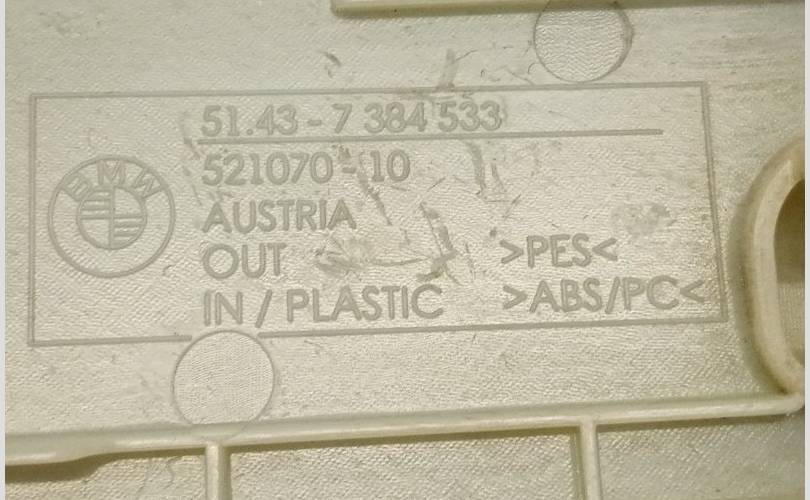 BMW
51.43 - 7 384 533
521070 - 10
AUSTRIA
OUT >PES<
IN / PLASTIC >ABS/PC<